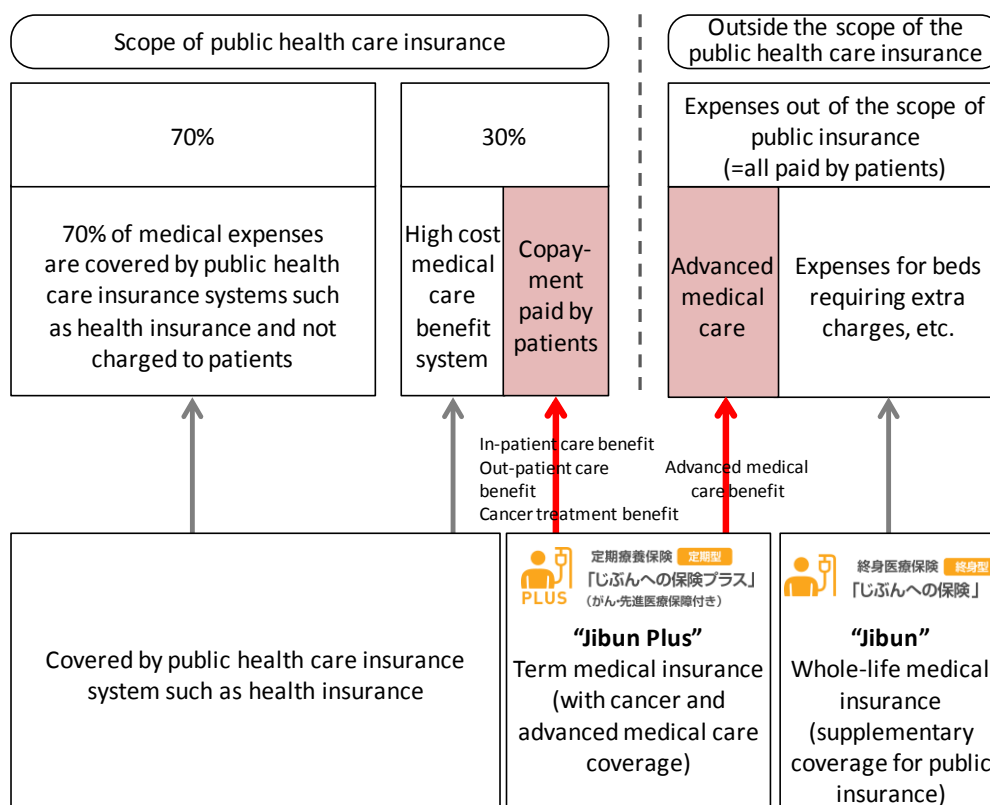 Scope of public health care insurance
Outside the scope of the
public health care insurance
70%
30%
Expenses out of the scope of
public insurance
(=all paid by patients)
70% of medical expenses
are covered by public health
care insurance systems such
as health insurance and not
charged to patients
High cost
medical
care
benefit
system
Copay-
ment
paid by
patients
Advanced
medical
care
Expenses for beds
requiring extra
charges, etc.
In-patient care benefit
Out-patient care
benefit
Cancer treatment benefit
Advanced medical
care benefit
Covered by public health care insurance
system such as health insurance
PLUS
定期療養保険 定期型
「じぶんへの保険プラス」
(がん・先進医療保障付き)
“Jibun Plus”
Term medical insurance
(with cancer and
advanced medical care
coverage)
終身医療保険 終身型
「じぶんへの保険」
“Jibun”
Whole-life medical
insurance
(supplementary
coverage for public
insurance)